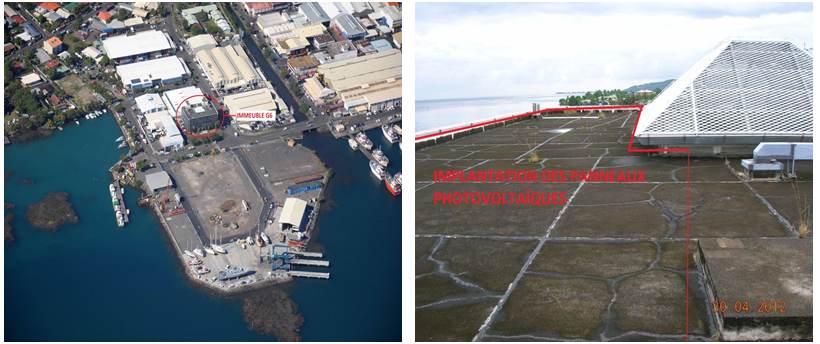 IMMEUBLE G6
IMPLANTATION DES PANNEAUX
PHOTOVOLTAÏQUES
30 04 2012